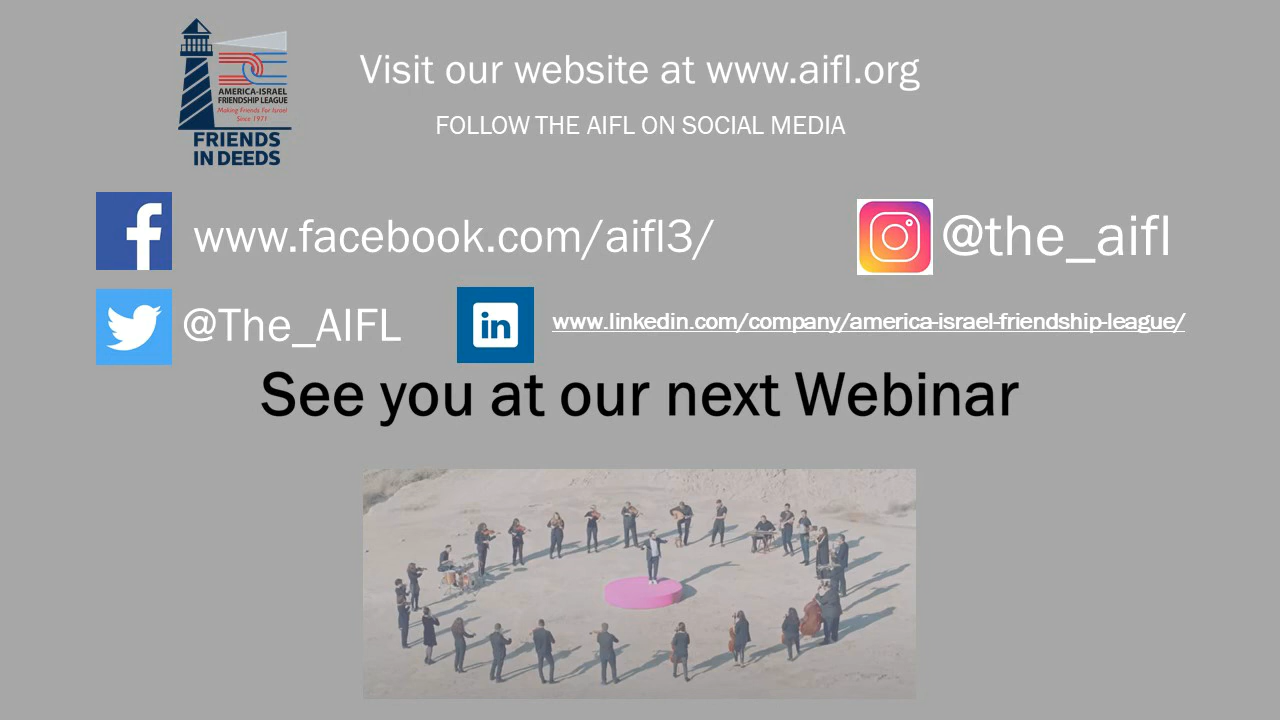 AMERICA-ISRAEL
FRIENDSHIP LEAGUE
Making Friends For Israel
Since 1971
FRIENDS
IN DEEDS
Visit our website at www.aifl.org
FOLLOW THE AIFL ON SOCIAL MEDIA
www.facebook.com/aifl3/
@the_aifl
@The_AIFL
in
www.linkedin.com/company/america-israel-friendship-league/
See you at our next Webinar